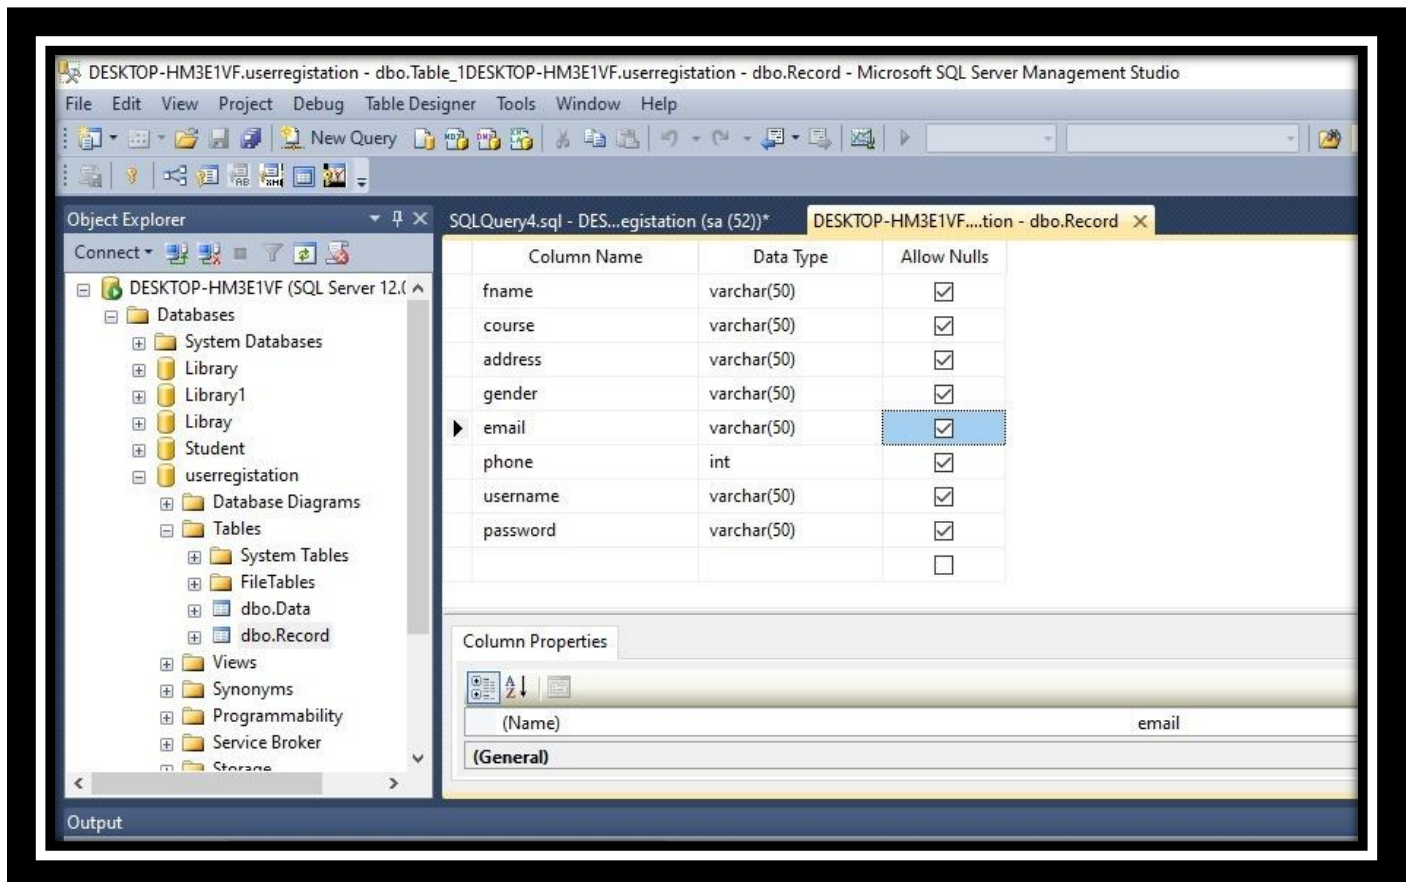 DESKTOP-HM3E1VF.userregistation - dbo.Table_1DESKTOP-HM3E1VF.userregistation - dbo.Record - Microsoft SQL Server Management Studio
File Edit View Project Debug Table Designer Tools Window Help
New Query
Object Explorer
Connect
DESKTOP-HM3E1VF (SQL Server 12.0
Databases
System Databases
Library
Library1
Libray
Student
userregistation
Database Diagrams
Tables
System Tables
FileTables
dbo.Data
dbo.Record
Views
Synonyms
Programmability
Service Broker
Storage
SQLQuery4.sql - DES...egistation (sa (52))* DESKTOP-HM3E1VF....tion - dbo.Record
Column Name Data Type Allow Nulls
fname varchar(50)
course varchar(50)
address varchar(50)
gender varchar(50)
email varchar(50)
phone int
username varchar(50)
password varchar(50)
Column Properties
(Name) email
(General)
Output